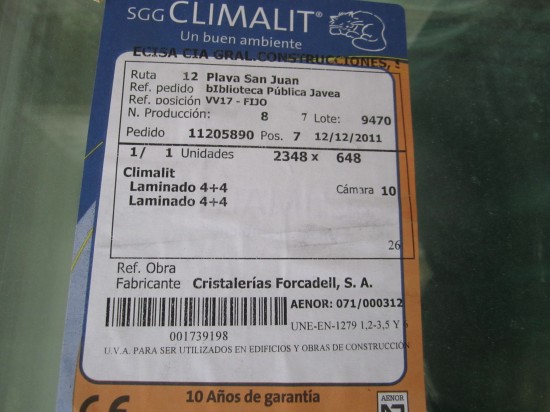 SGG CLIMALIT®
Un buen ambiente
ECISA CIA GRAL.CONSTRUCCIONES,
Ruta 12 Playa San Juan
Ref. pedido bIblioteca Pública Javea
Ref. posición VV17 - FIJO
N. Producción: 8 7 Lote: 9470
Pedido 11205890 Pos. 7 12/12/2011
1/ 1 Unidades 2348 x 648
Climalit
Laminado 4+4 Cámara 10
Laminado 4+4
26
Ref. Obra
Fabricante Cristalerías Forcadell, S. A.
AENOR: 071/000312
UNE-EN-1279 1,2-3,5 Y
001739198
U.V.A. PARA SER UTILIZADOS EN EDIFICIOS Y OBRAS DE CONSTRUCCIÓN
10 Años de garantía
CE
AENOR
N